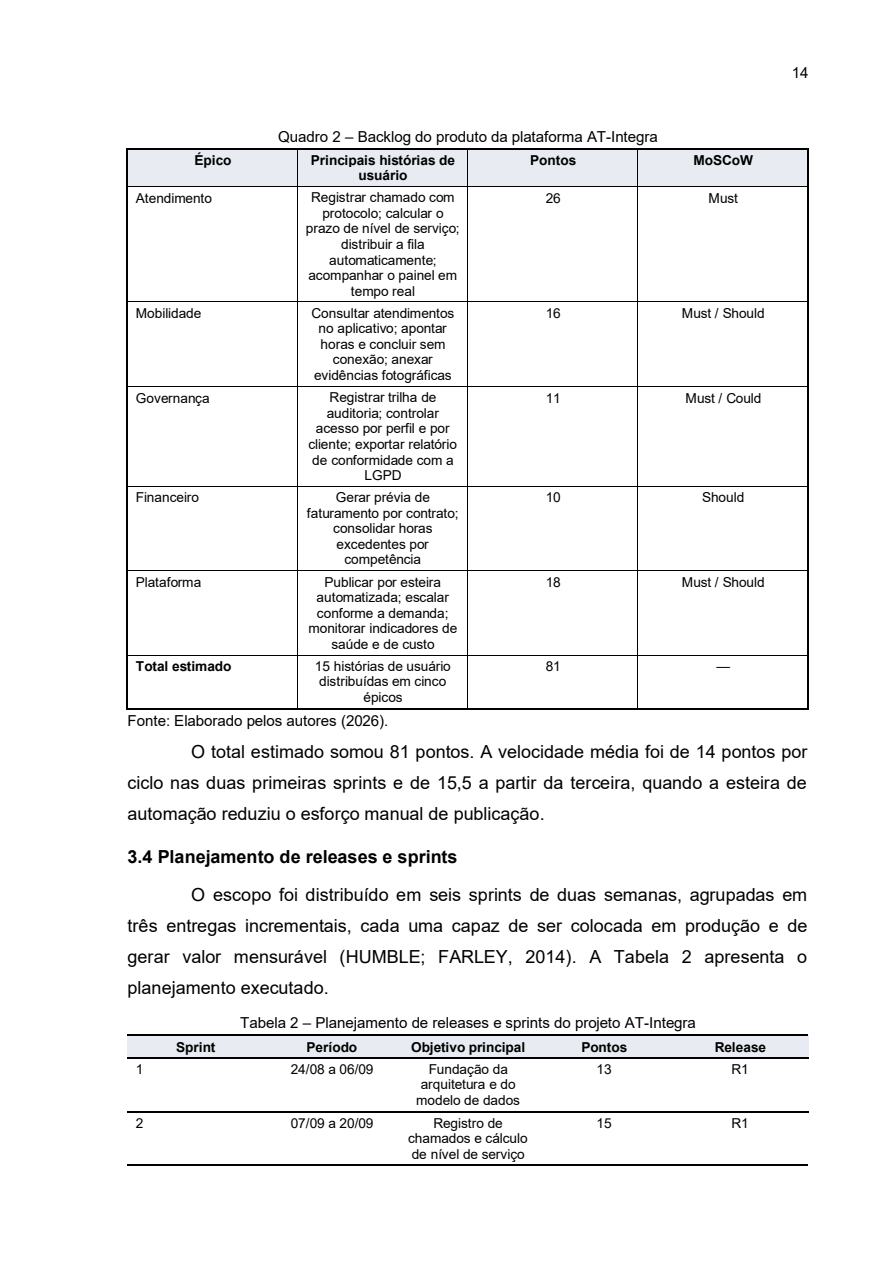 14
Quadro 2 – Backlog do produto da plataforma AT-Integra
Épico
Principais histórias de
usuário
Pontos
MoSCoW
Atendimento
Registrar chamado com
protocolo; calcular o
prazo de nível de serviço;
distribuir a fila
automaticamente;
acompanhar o painel em
tempo real
26
Must
Mobilidade
Consultar atendimentos
no aplicativo; apontar
horas e concluir sem
conexão; anexar
evidências fotográficas
16
Must / Should
Governança
Registrar trilha de
auditoria; controlar
acesso por perfil e por
cliente; exportar relatório
de conformidade com a
LGPD
11
Must / Could
Financeiro
Gerar prévia de
faturamento por contrato;
consolidar horas
excedentes por
competência
10
Should
Plataforma
Publicar por esteira
automatizada; escalar
conforme a demanda;
monitorar indicadores de
saúde e de custo
18
Must / Should
Total estimado
15 histórias de usuário
distribuídas em cinco
épicos
81
—
Fonte: Elaborado pelos autores (2026).
O total estimado somou 81 pontos. A velocidade média foi de 14 pontos por
ciclo nas duas primeiras sprints e de 15,5 a partir da terceira, quando a esteira de
automação reduziu o esforço manual de publicação.
3.4 Planejamento de releases e sprints
O escopo foi distribuído em seis sprints de duas semanas, agrupadas em
três entregas incrementais, cada uma capaz de ser colocada em produção e de
gerar valor mensurável (HUMBLE; FARLEY, 2014). A Tabela 2 apresenta o
planejamento executado.
Tabela 2 – Planejamento de releases e sprints do projeto AT-Integra
Sprint
Período
Objetivo principal
Pontos
Release
1
24/08 a 06/09
Fundação da
arquitetura e do
modelo de dados
13
R1
2
07/09 a 20/09
Registro de
chamados e cálculo
de nível de serviço
15
R1